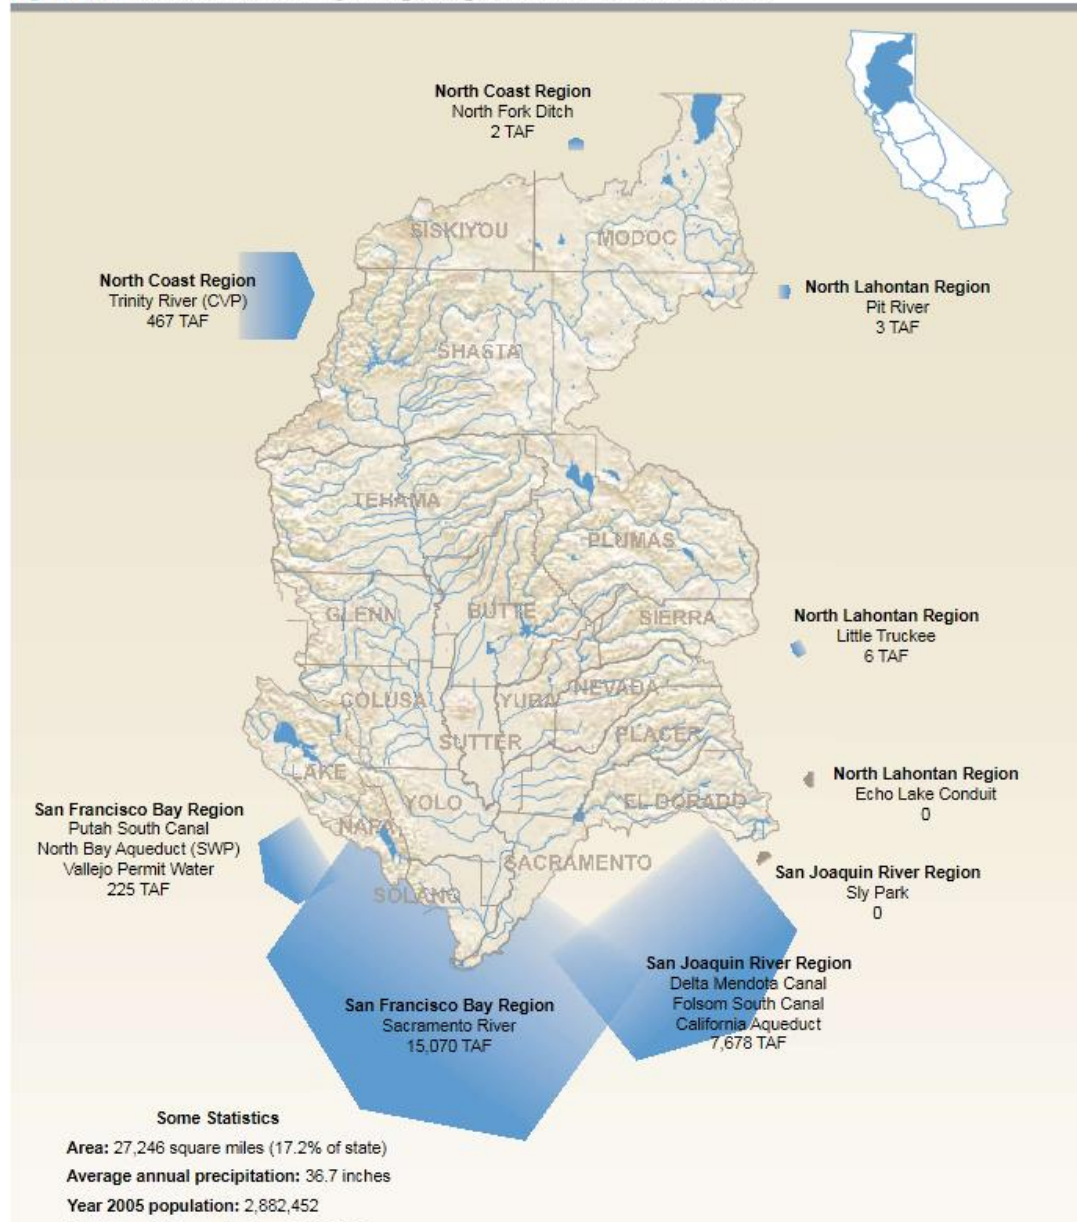 North Coast Region
North Fork Ditch
2 TAF
SISKIYOU
MODOC
North Coast Region
Trinity River (CVP)
467 TAF
North Lahontan Region
Pit River
3 TAF
SHASTA
TEHAMA
PLUMAS
GLENN
BUTTE
SIERRA
North Lahontan Region
Little Truckee
6 TAF
COLUSA
YUBA
NEVADA
SUTTER
PLACER
LAKE
North Lahontan Region
Echo Lake Conduit
0
YOLO
EL DORADO
San Francisco Bay Region
Putah South Canal
North Bay Aqueduct (SWP)
Vallejo Permit Water
225 TAF
NAPA
SACRAMENTO
SOLANO
San Joaquin River Region
Sly Park
0
San Joaquin River Region
Delta Mendota Canal
Folsom South Canal
California Aqueduct
7,678 TAF
San Francisco Bay Region
Sacramento River
15,070 TAF
Some Statistics
Area: 27,246 square miles (17.2% of state)
Average annual precipitation: 36.7 inches
Year 2005 population: 2,882,452